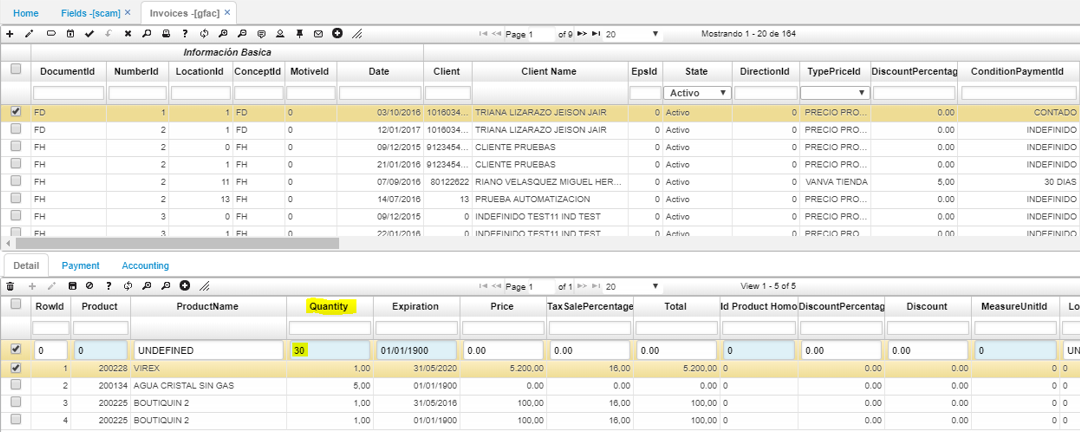 Home Fields -[scam] × Invoices -[gfac] ×
Page 1 of 9 20 Mostrando 1 - 20 de 164
Información Basica
DocumentId NumberId LocationId ConceptId MotiveId Date Client Client Name EpsId State DirectionId TypePriceId DiscountPercentag ConditionPaymentId
Activo
FD 1 1 FD 0 03/10/2016 1016034... TRIANA LIZARAZO JEISON JAIR 0 Activo 0 PRECIO PRO... 0.00 CONTADO
FD 2 1 FD 0 12/01/2017 1016034... TRIANA LIZARAZO JEISON JAIR 0 Activo 0 PRECIO PRO... 0.00 INDEFINIDO
FH 2 0 FH 0 09/12/2015 9123454... CLIENTE PRUEBAS 0 Activo 0 PRECIO PRO... 0.00 INDEFINIDO
FH 2 1 FH 0 21/01/2016 9123454... CLIENTE PRUEBAS 0 Activo 0 PRECIO PRO... 0.00 INDEFINIDO
FH 2 11 FH 0 07/09/2016 80122622 RIANO VELASQUEZ MIGUEL HER... 0 Activo 0 VANVA TIENDA 5,00 30 DIAS
FH 2 13 FH 0 14/07/2016 13 PRUEBA AUTOMATIZACION 0 Activo 0 PRECIO PRO... 0.00 INDEFINIDO
FH 3 0 FH 0 09/12/2015 0 INDEFINIDO TEST11 IND TEST 0 Activo 0 PRECIO PRO... 0.00 INDEFINIDO
FH 3 1 FH 0 22/01/2016 0 INDEFINIDO TEST11 IND TEST 0 Activo 0 PRECIO PRO... 0.00 INDEFINIDO
Detail Payment Accounting
Page 1 of 1 20 View 1 - 5 of 5
RowId Product ProductName Quantity Expiration Price TaxSalePercentage Total Id Product Homo DiscountPercentag Discount MeasureUnitId Lo
0 0 UNDEFINED 30 01/01/1900 0.00 0.00 0.00 0 0.00 0.00 0 UN
1 200228 VIREX 1,00 31/05/2020 5.200,00 16,00 5.200,00 0 0.00 0.00 0 0
2 200134 AGUA CRISTAL SIN GAS 5,00 01/01/1900 0.00 0.00 0.00 0 0.00 0.00 0 0
3 200225 BOUTIQUIN 2 1,00 31/05/2016 100,00 16,00 100,00 0 0.00 0.00 0 0
4 200225 BOUTIQUIN 2 1,00 01/01/1900 100,00 16,00 100,00 0 0.00 0.00 0 0